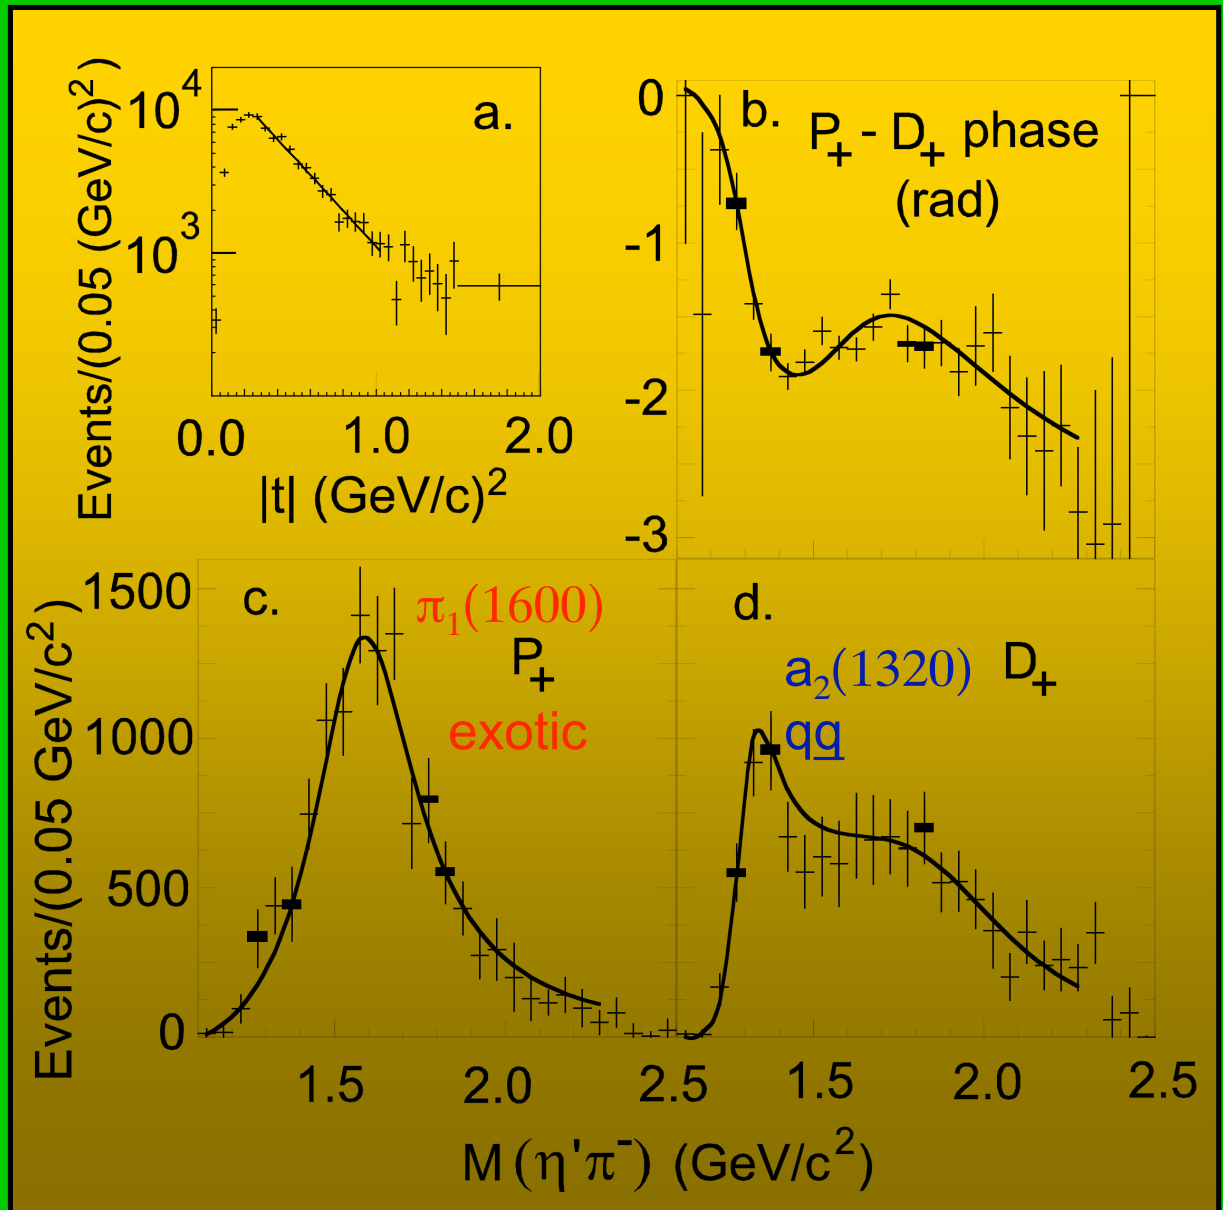 a.
10⁴
10³
Events/(0.05 (GeV/c)²)
0.0 1.0 2.0
|t| (GeV/c)²
b.
P₊ - D₊ phase
(rad)
0
-1
-2
-3
c.
π₁(1600)
P₊
exotic
1500
1000
500
0
Events/(0.05 GeV/c²)
d.
a₂(1320) D₊
qq̲
1.5 2.0 2.5 1.5 2.0 2.5
M (η'π⁻) (GeV/c²)